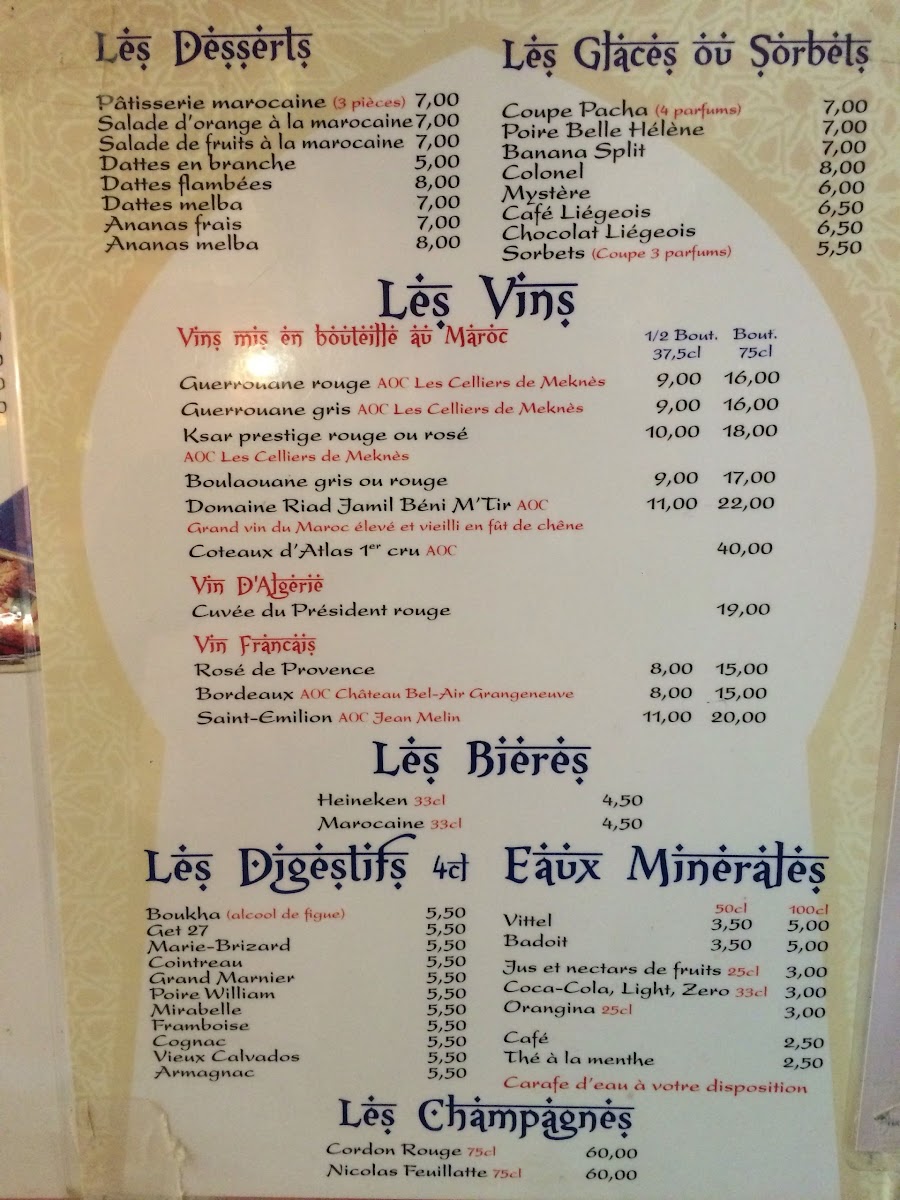 Les Desserts
Pâtisserie marocaine (3 pièces) 7,00
Salade d'orange à la marocaine 7,00
Salade de fruits à la marocaine 7,00
Dattes en branche 5,00
Dattes flambées 8,00
Dattes melba 7,00
Ananas frais 7,00
Ananas melba 8,00
Les Glaces ou Sorbets
Coupe Pacha (4 parfums) 7,00
Poire Belle Hélène 7,00
Banana Split 7,00
Colonel 8,00
Mystère 6,00
Café Liégeois 6,50
Chocolat Liégeois 6,50
Sorbets (Coupe 3 parfums) 5,50
Les Vins
Vins mis en bouteille au Maroc 1/2 Bout. Bout.
37,5cl 75cl
Guerrouane rouge AOC Les Celliers de Meknès 9,00 16,00
Guerrouane gris AOC Les Celliers de Meknès 9,00 16,00
Ksar prestige rouge ou rosé 10,00 18,00
AOC Les Celliers de Meknès
Boulaouane gris ou rouge 9,00 17,00
Domaine Riad Jamil Béni M'Tir AOC 11,00 22,00
Grand vin du Maroc élevé et vieilli en fût de chêne
Coteaux d'Atlas 1er cru AOC 40,00
Vin D'Algérie
Cuvée du Président rouge 19,00
Vin Francais
Rosé de Provence 8,00 15,00
Bordeaux AOC Château Bel-Air Grangeneuve 8,00 15,00
Saint-Emilion AOC Jean Melin 11,00 20,00
Les Bieres
Heineken 33cl 4,50
Marocaine 33cl 4,50
Les Digestifs 4cl
Boukha (alcool de figue) 5,50
Get 27 5,50
Marie-Brizard 5,50
Cointreau 5,50
Grand Marnier 5,50
Poire William 5,50
Mirabelle 5,50
Framboise 5,50
Cognac 5,50
Vieux Calvados 5,50
Armagnac 5,50
Eaux Minerales
50cl 100cl
Vittel 3,50 5,00
Badoit 3,50 5,00
Jus et nectars de fruits 25cl 3,00
Coca-Cola, Light, Zero 33cl 3,00
Orangina 25cl 3,00
Café 2,50
Thé à la menthe 2,50
Carafe d'eau à votre disposition
Les Champagnes
Cordon Rouge 75cl 60,00
Nicolas Feuillatte 75cl 60,00